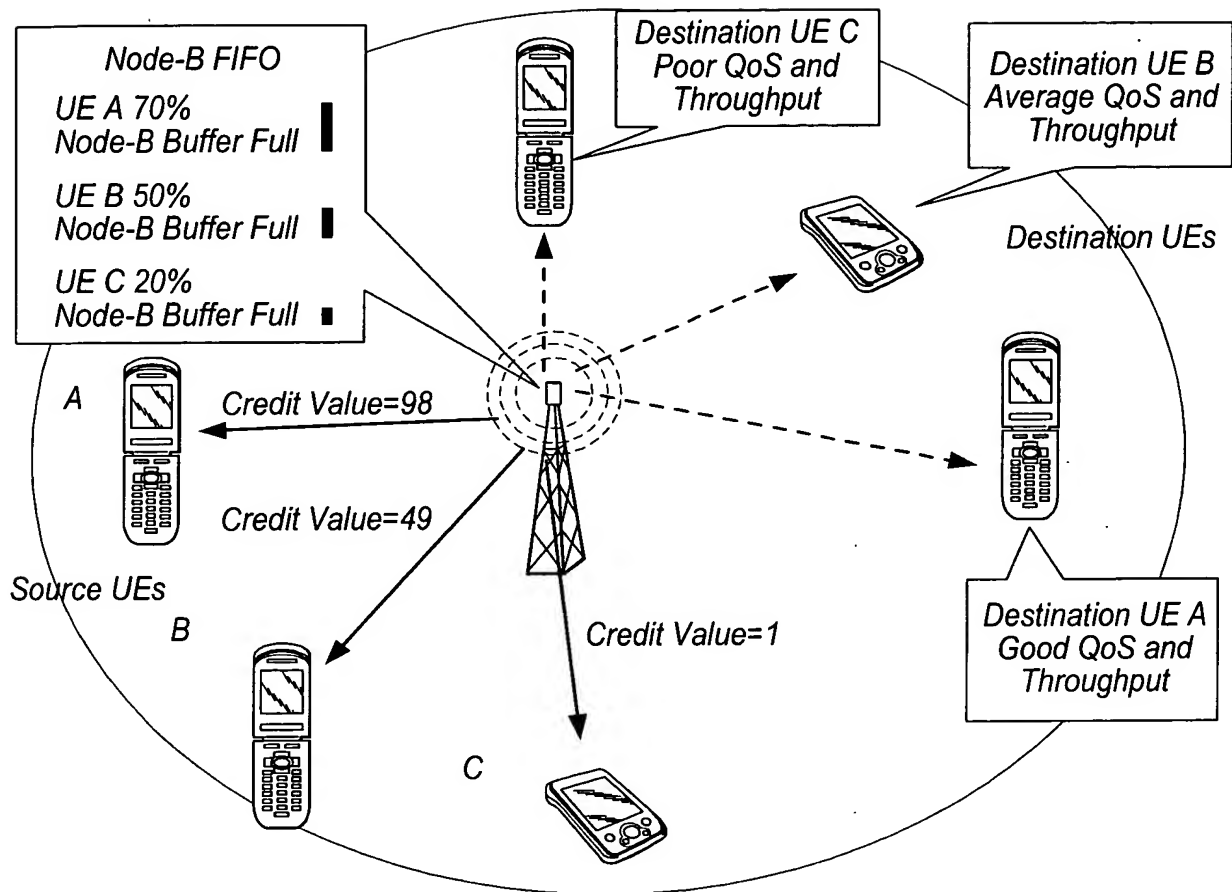 Node-B FIFO
UE A 70%
Node-B Buffer Full
UE B 50%
Node-B Buffer Full
UE C 20%
Node-B Buffer Full
Destination UE C
Poor QoS and
Throughput
Destination UE B
Average QoS and
Throughput
Destination UEs
A
Credit Value=98
Credit Value=49
Source UEs
B
Credit Value=1
C
Destination UE A
Good QoS and
Throughput